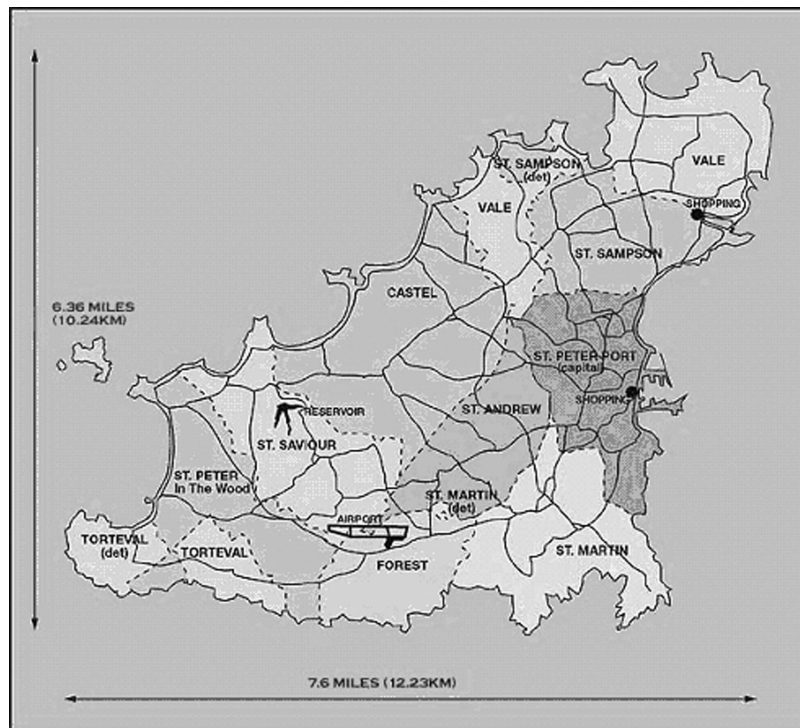 ST. SAMPSON
(det)
VALE
VALE
SHOPPING
ST. SAMPSON
CASTEL
6.36 MILES
(10.24KM)
ST. PETER PORT
(capital)
SHOPPING
ST. ANDREW
RESERVOIR
ST. SAVIOUR
ST. PETER
In The Wood
ST. MARTIN
(det)
AIRPORT
TORTEVAL
(det)
TORTEVAL
FOREST
ST. MARTIN
7.6 MILES (12.23KM)